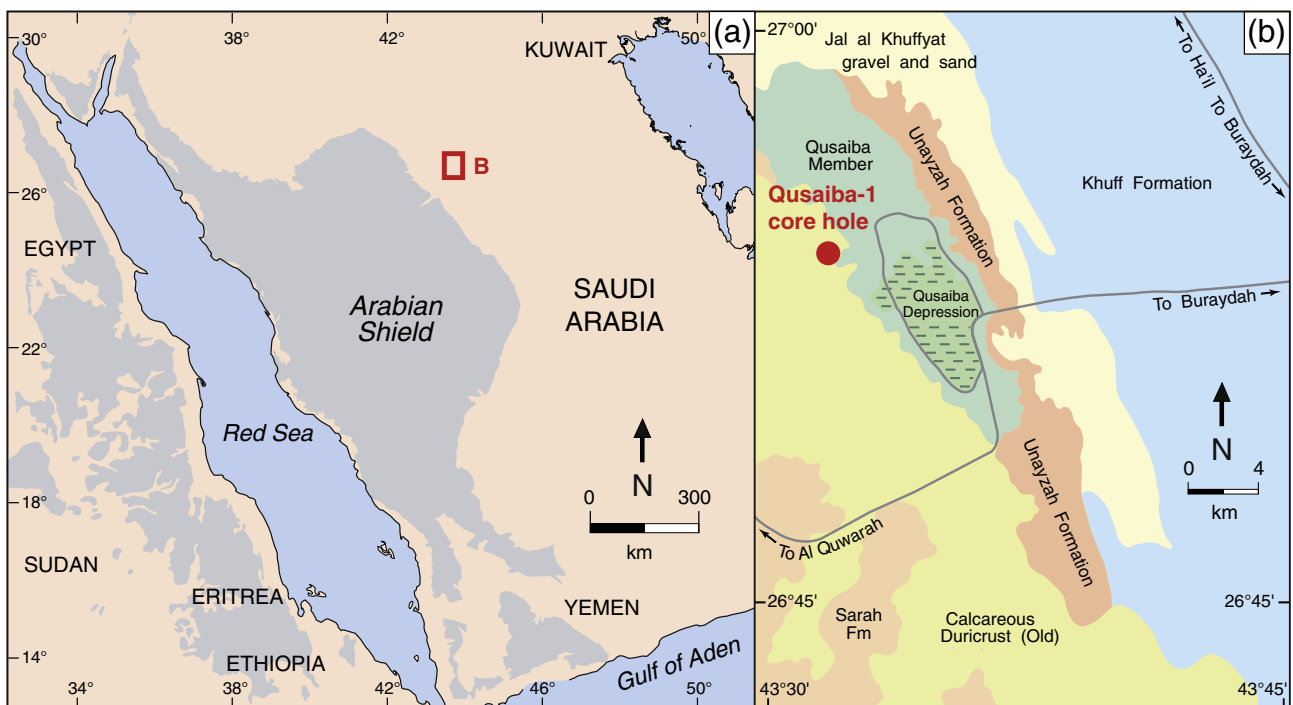 (a)
30°
38°
42°
50°
KUWAIT
26°
B
EGYPT
Arabian
Shield
SAUDI
ARABIA
22°
Red Sea
N
0 300
km
18°
SUDAN
ERITREA
YEMEN
ETHIOPIA
14°
Gulf of Aden
34°
38°
42°
46°
50°
(b)
27°00'
Jal al Khuffyat
gravel and sand
To Ha'il To Buraydah
Qusaiba
Member
Unayzah Formation
Khuff Formation
Qusaiba-1
core hole
Qusaiba
Depression
To Buraydah
N
0 4
km
Unayzah Formation
To Al Quwarah
26°45'
26°45'
Sarah
Fm
Calcareous
Duricrust (Old)
43°30'
43°45'